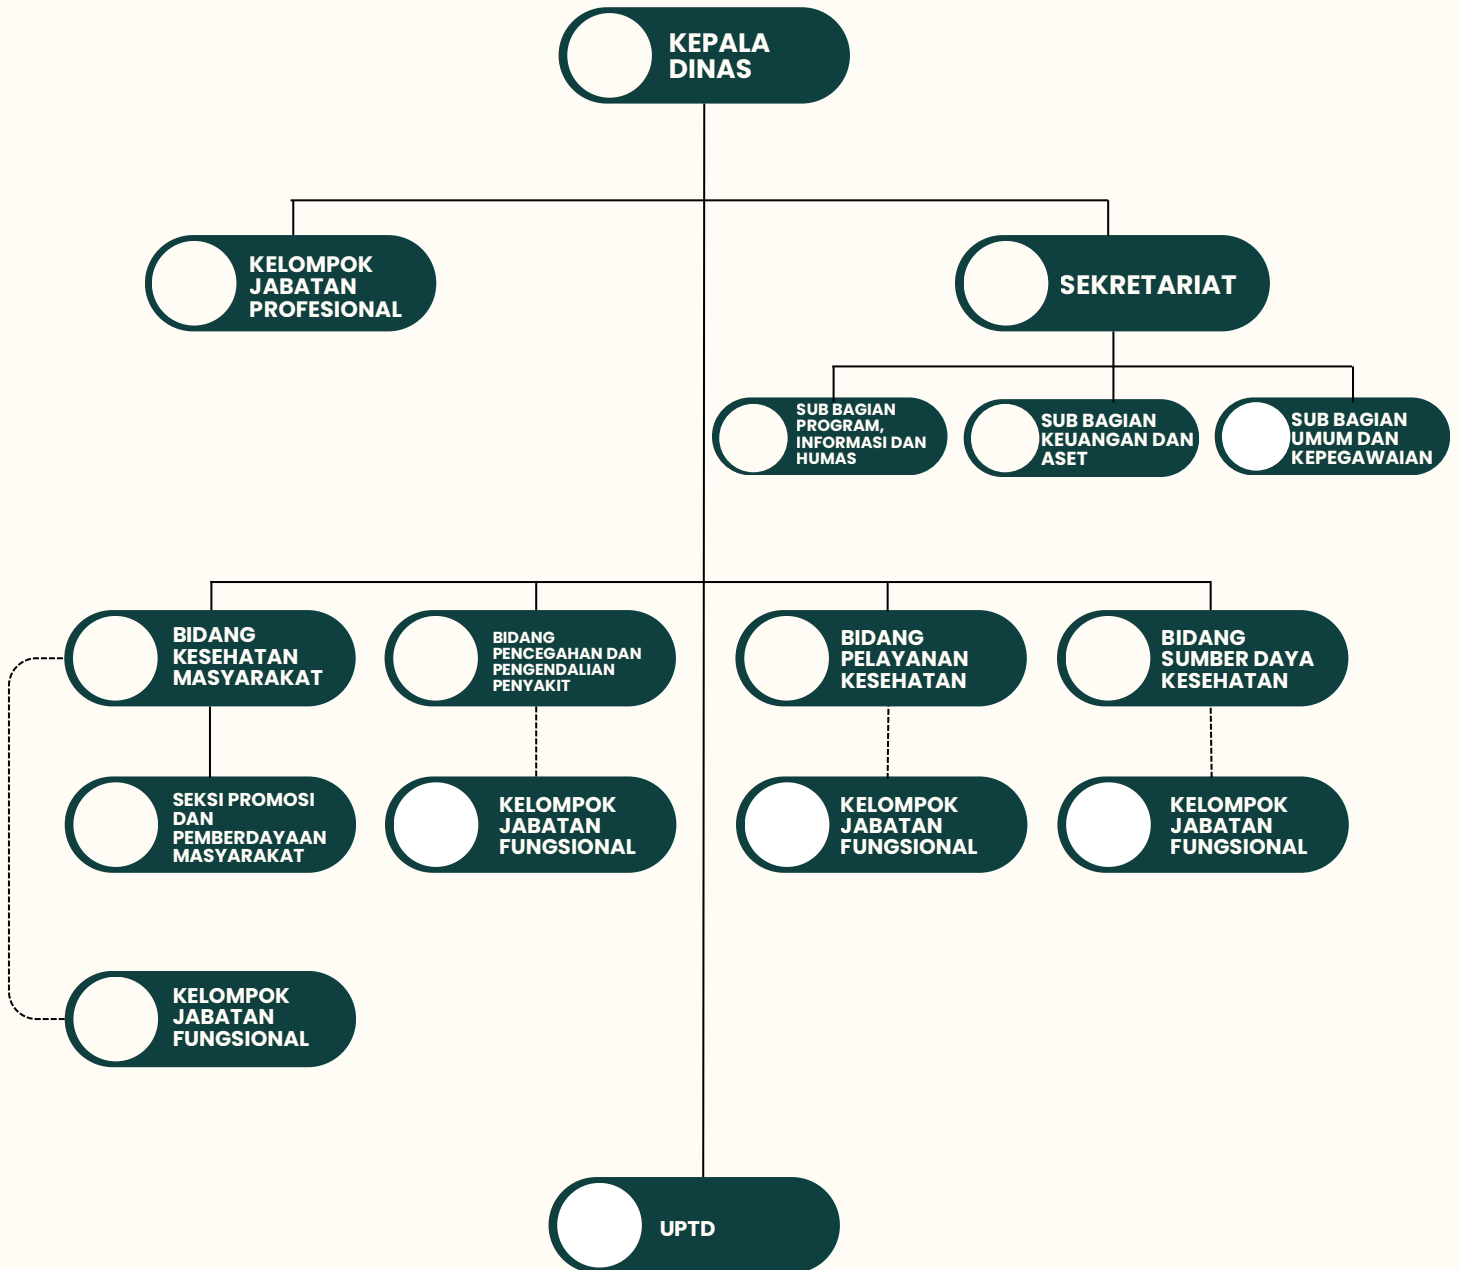 KEPALA
DINAS
KELOMPOK
JABATAN
PROFESIONAL
SEKRETARIAT
SUB BAGIAN
PROGRAM,
INFORMASI DAN
HUMAS
SUB BAGIAN
KEUANGAN DAN
ASET
SUB BAGIAN
UMUM DAN
KEPEGAWAIAN
BIDANG
KESEHATAN
MASYARAKAT
BIDANG
PENCEGAHAN DAN
PENGENDALIAN
PENYAKIT
BIDANG
PELAYANAN
KESEHATAN
BIDANG
SUMBER DAYA
KESEHATAN
SEKSI PROMOSI
DAN
PEMBERDAYAAN
MASYARAKAT
KELOMPOK
JABATAN
FUNGSIONAL
KELOMPOK
JABATAN
FUNGSIONAL
KELOMPOK
JABATAN
FUNGSIONAL
KELOMPOK
JABATAN
FUNGSIONAL
UPTD